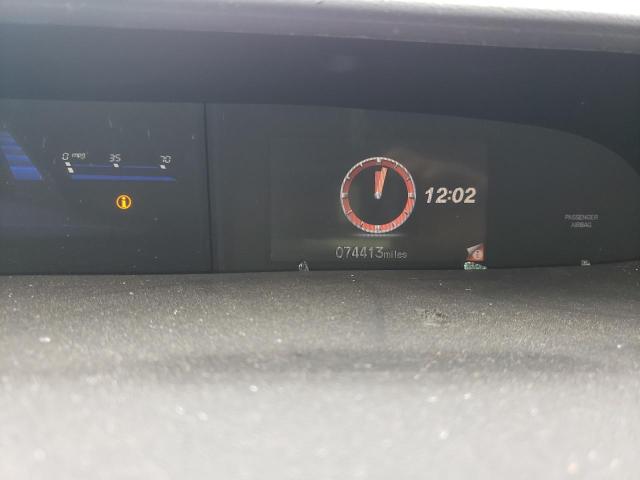 0 mpg 35 70
i
12:02
074413miles
i
PASSENGER
AIRBAG